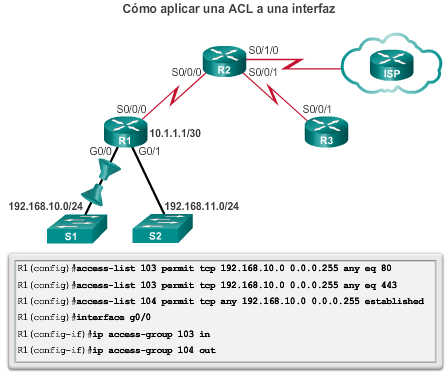 Cómo aplicar una ACL a una interfaz
S0/1/0
ISP
R2
S0/0/0
S0/0/1
S0/0/0
R1
10.1.1.1/30
R3
G0/0
G0/1
192.168.10.0/24
192.168.11.0/24
S1
S2
R1(config)#access-list 103 permit tcp 192.168.10.0 0.0.0.255 any eq 80
R1(config)#access-list 103 permit tcp 192.168.10.0 0.0.0.255 any eq 443
R1(config)#access-list 104 permit tcp any 192.168.10.0 0.0.0.255 established
R1(config)#interface g0/0
R1(config-if)#ip access-group 103 in
R1(config-if)#ip access-group 104 out